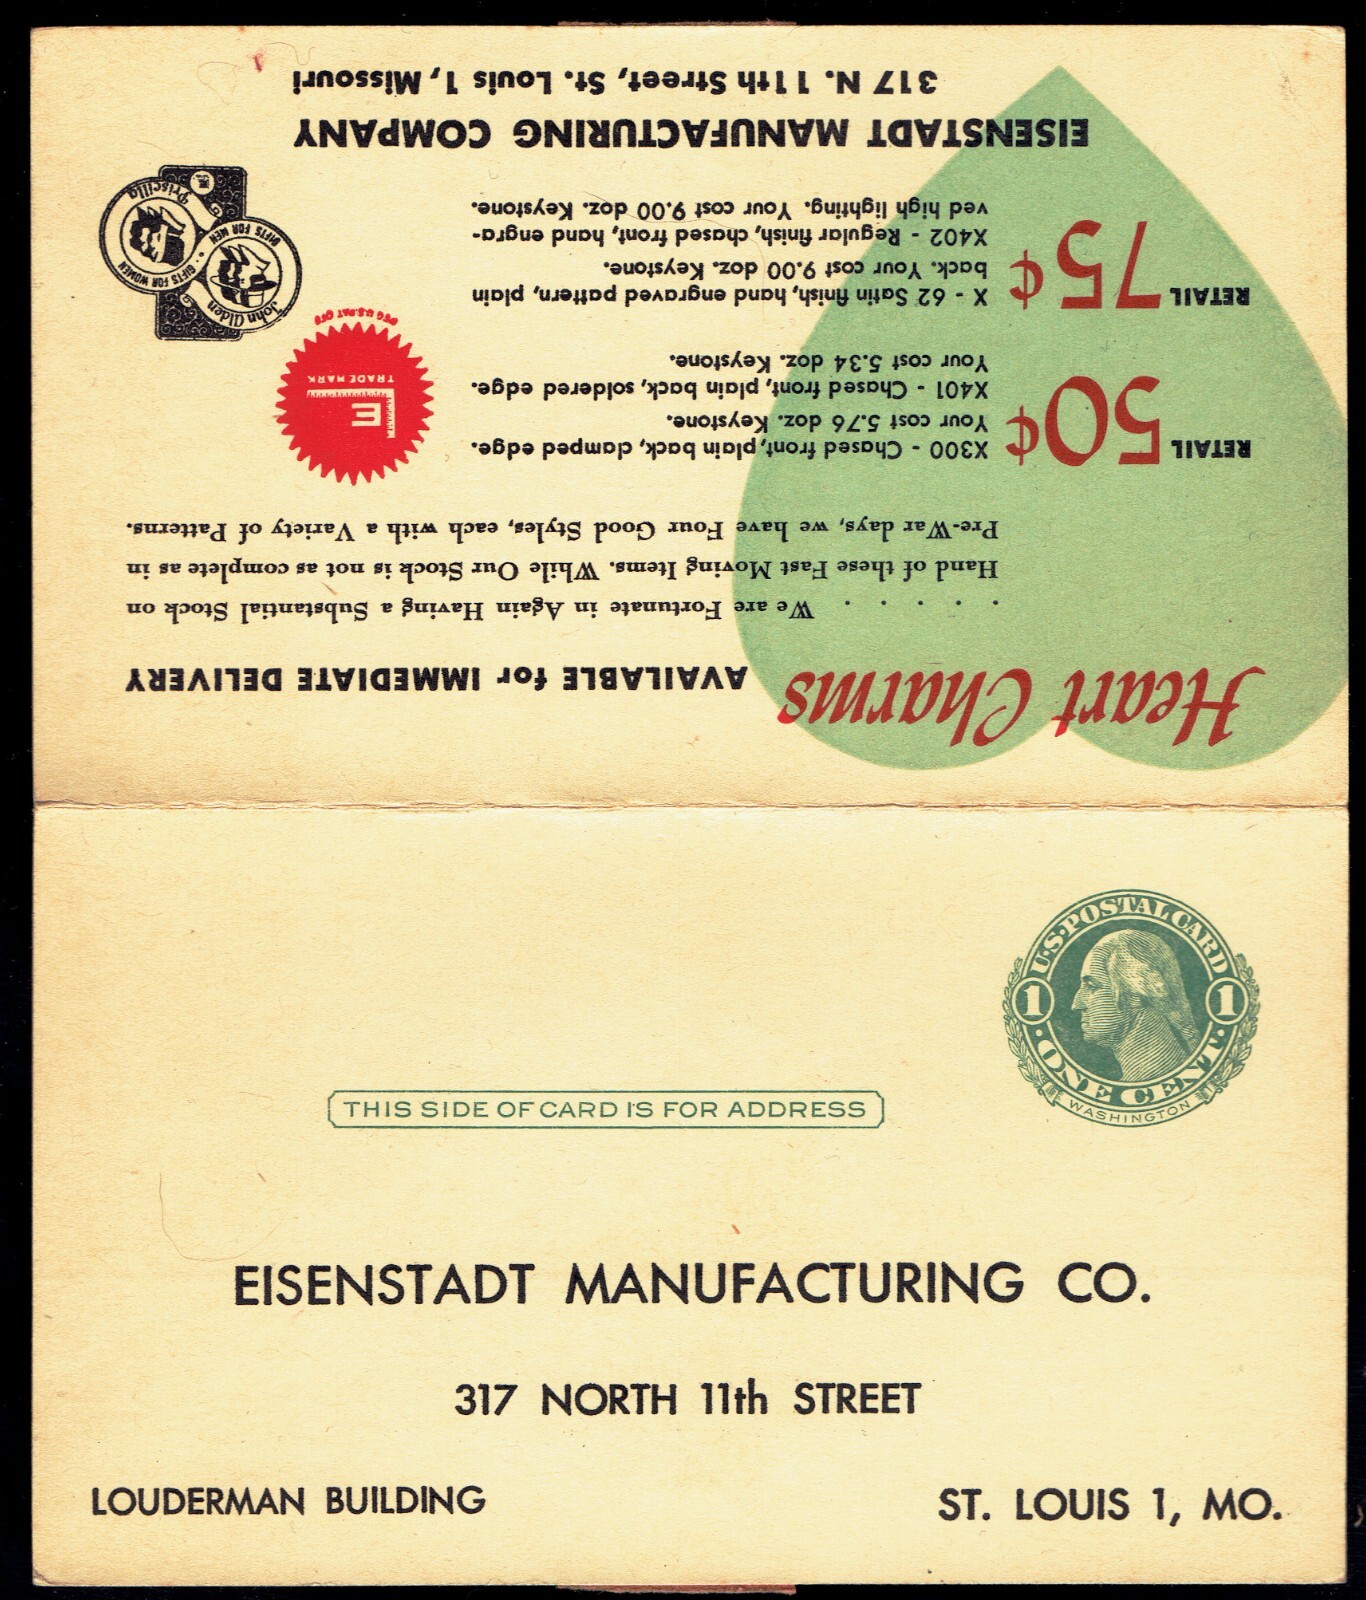 Heart Charms AVAILABLE for IMMEDIATE DELIVERY
. . . . . We are Fortunate in Again Having a Substantial Stock on
Hand of these Fast Moving Items. While Our Stock is not as complete as in
Pre-War days, we have Four Good Styles, each with a Variety of Patterns.
RETAIL 50¢
X300 - Chased front, plain back, clamped edge.
Your cost 5.76 doz. Keystone.
X401 - Chased front, plain back, soldered edge.
Your cost 5.34 doz. Keystone.
LE
TRADE MARK
REG U.S. PAT OFF
RETAIL 75¢
X - 62 Satin finish, hand engraved pattern, plain
back. Your cost 9.00 doz. Keystone.
X402 - Regular finish, chased front, hand engra-
ved high lighting. Your cost 9.00 doz. Keystone.
John Alden
GIFTS FOR MEN
GIFTS FOR WOMEN
Priscilla
EISENSTADT MANUFACTURING COMPANY
317 N. 11th Street, St. Louis 1, Missouri
U·S·POSTAL CARD
1 1
·ONE CENT·
WASHINGTON
THIS SIDE OF CARD IS FOR ADDRESS
EISENSTADT MANUFACTURING CO.
317 NORTH 11th STREET
LOUDERMAN BUILDING ST. LOUIS 1, MO.